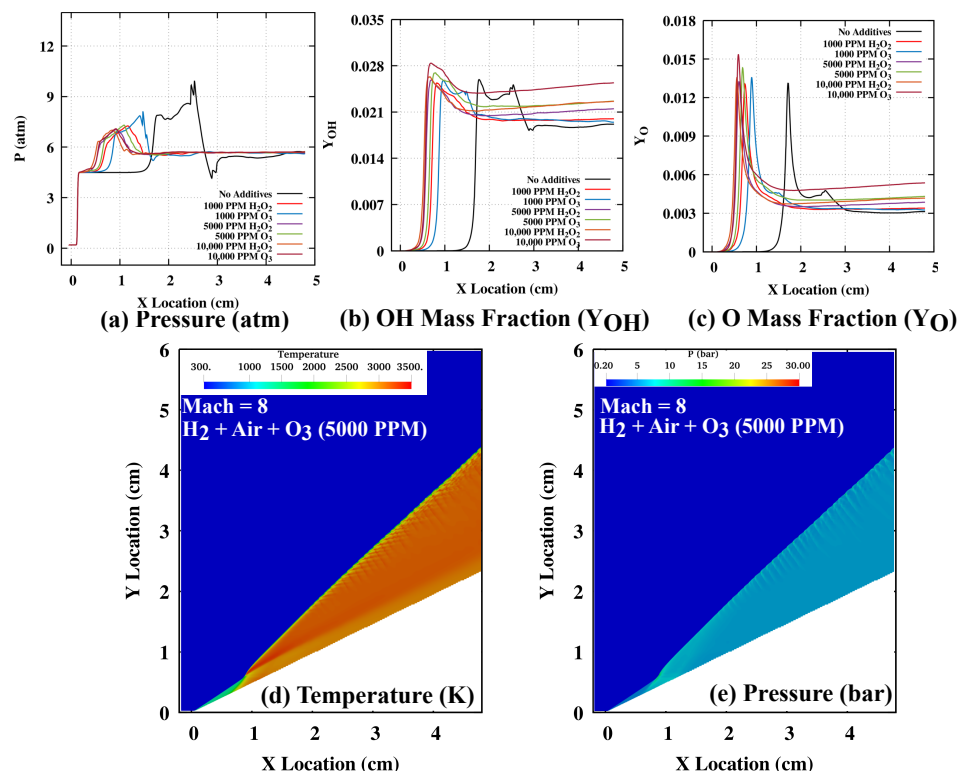 15
12
9
6
3
0
P (atm)
No Additives
1000 PPM H₂O₂
1000 PPM O₃
5000 PPM H₂O₂
5000 PPM O₃
10,000 PPM H₂O₂
10,000 PPM O₃
0 1 2 3 4 5
X Location (cm)
(a) Pressure (atm)
0.035
0.028
0.021
0.014
0.007
0
Y_OH
No Additives
1000 PPM H₂O₂
1000 PPM O₃
5000 PPM H₂O₂
5000 PPM O₃
10,000 PPM H₂O₂
10,000 PPM O₃
0 1 2 3 4 5
X Location (cm)
(b) OH Mass Fraction (Y_OH)
0.018
0.015
0.012
0.009
0.006
0.003
0
Y_O
No Additives
1000 PPM H₂O₂
1000 PPM O₃
5000 PPM H₂O₂
5000 PPM O₃
10,000 PPM H₂O₂
10,000 PPM O₃
0 1 2 3 4 5
X Location (cm)
(c) O Mass Fraction (Y_O)
Temperature
300. 1000 2000 3000 3500.
Mach = 8
H₂ + Air + O₃ (5000 PPM)
6
5
4
3
2
1
0
Y Location (cm)
(d) Temperature (K)
0 1 2 3 4
X Location (cm)
P (bar)
0.20 5 10 15 20 25 30.00
Mach = 8
H₂ + Air + O₃ (5000 PPM)
6
5
4
3
2
1
0
Y Location (cm)
(e) Pressure (bar)
0 1 2 3 4
X Location (cm)